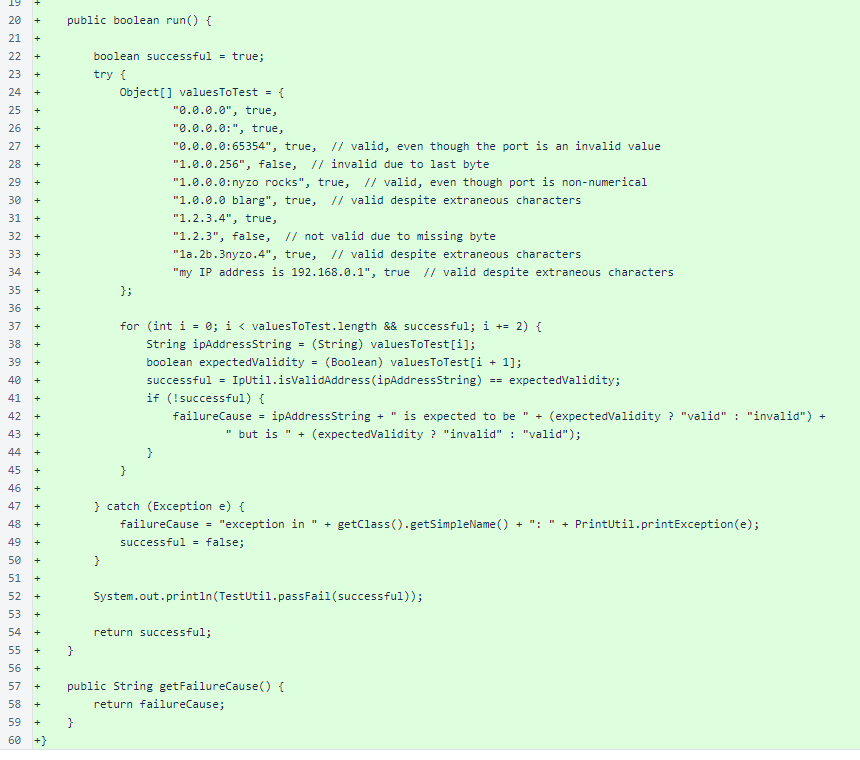 19 +
20 + public boolean run() {
21 +
22 + boolean successful = true;
23 + try {
24 + Object[] valuesToTest = {
25 + "0.0.0.0", true,
26 + "0.0.0.0:", true,
27 + "0.0.0.0:65354", true, // valid, even though the port is an invalid value
28 + "1.0.0.256", false, // invalid due to last byte
29 + "1.0.0.0:nyzo rocks", true, // valid, even though port is non-numerical
30 + "1.0.0.0 blarg", true, // valid despite extraneous characters
31 + "1.2.3.4", true,
32 + "1.2.3", false, // not valid due to missing byte
33 + "1a.2b.3nyzo.4", true, // valid despite extraneous characters
34 + "my IP address is 192.168.0.1", true // valid despite extraneous characters
35 + };
36 +
37 + for (int i = 0; i < valuesToTest.length && successful; i += 2) {
38 + String ipAddressString = (String) valuesToTest[i];
39 + boolean expectedValidity = (Boolean) valuesToTest[i + 1];
40 + successful = IpUtil.isValidAddress(ipAddressString) == expectedValidity;
41 + if (!successful) {
42 + failureCause = ipAddressString + " is expected to be " + (expectedValidity ? "valid" : "invalid") +
43 + " but is " + (expectedValidity ? "invalid" : "valid");
44 + }
45 + }
46 +
47 + } catch (Exception e) {
48 + failureCause = "exception in " + getClass().getSimpleName() + ": " + PrintUtil.printException(e);
49 + successful = false;
50 + }
51 +
52 + System.out.println(TestUtil.passFail(successful));
53 +
54 + return successful;
55 + }
56 +
57 + public String getFailureCause() {
58 + return failureCause;
59 + }
60 +}